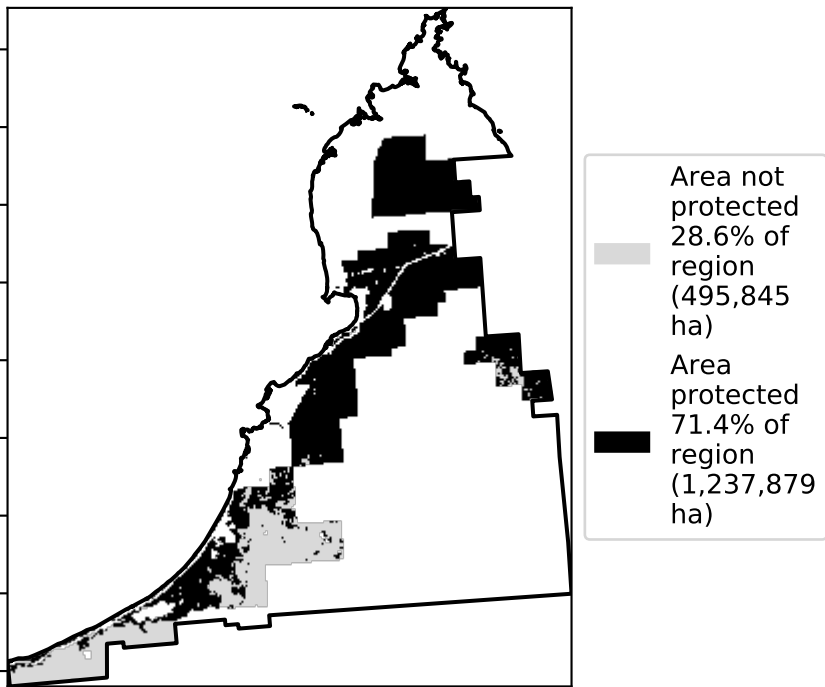 Area not
protected
28.6% of
region
(495,845
ha)
Area
protected
71.4% of
region
(1,237,879
ha)